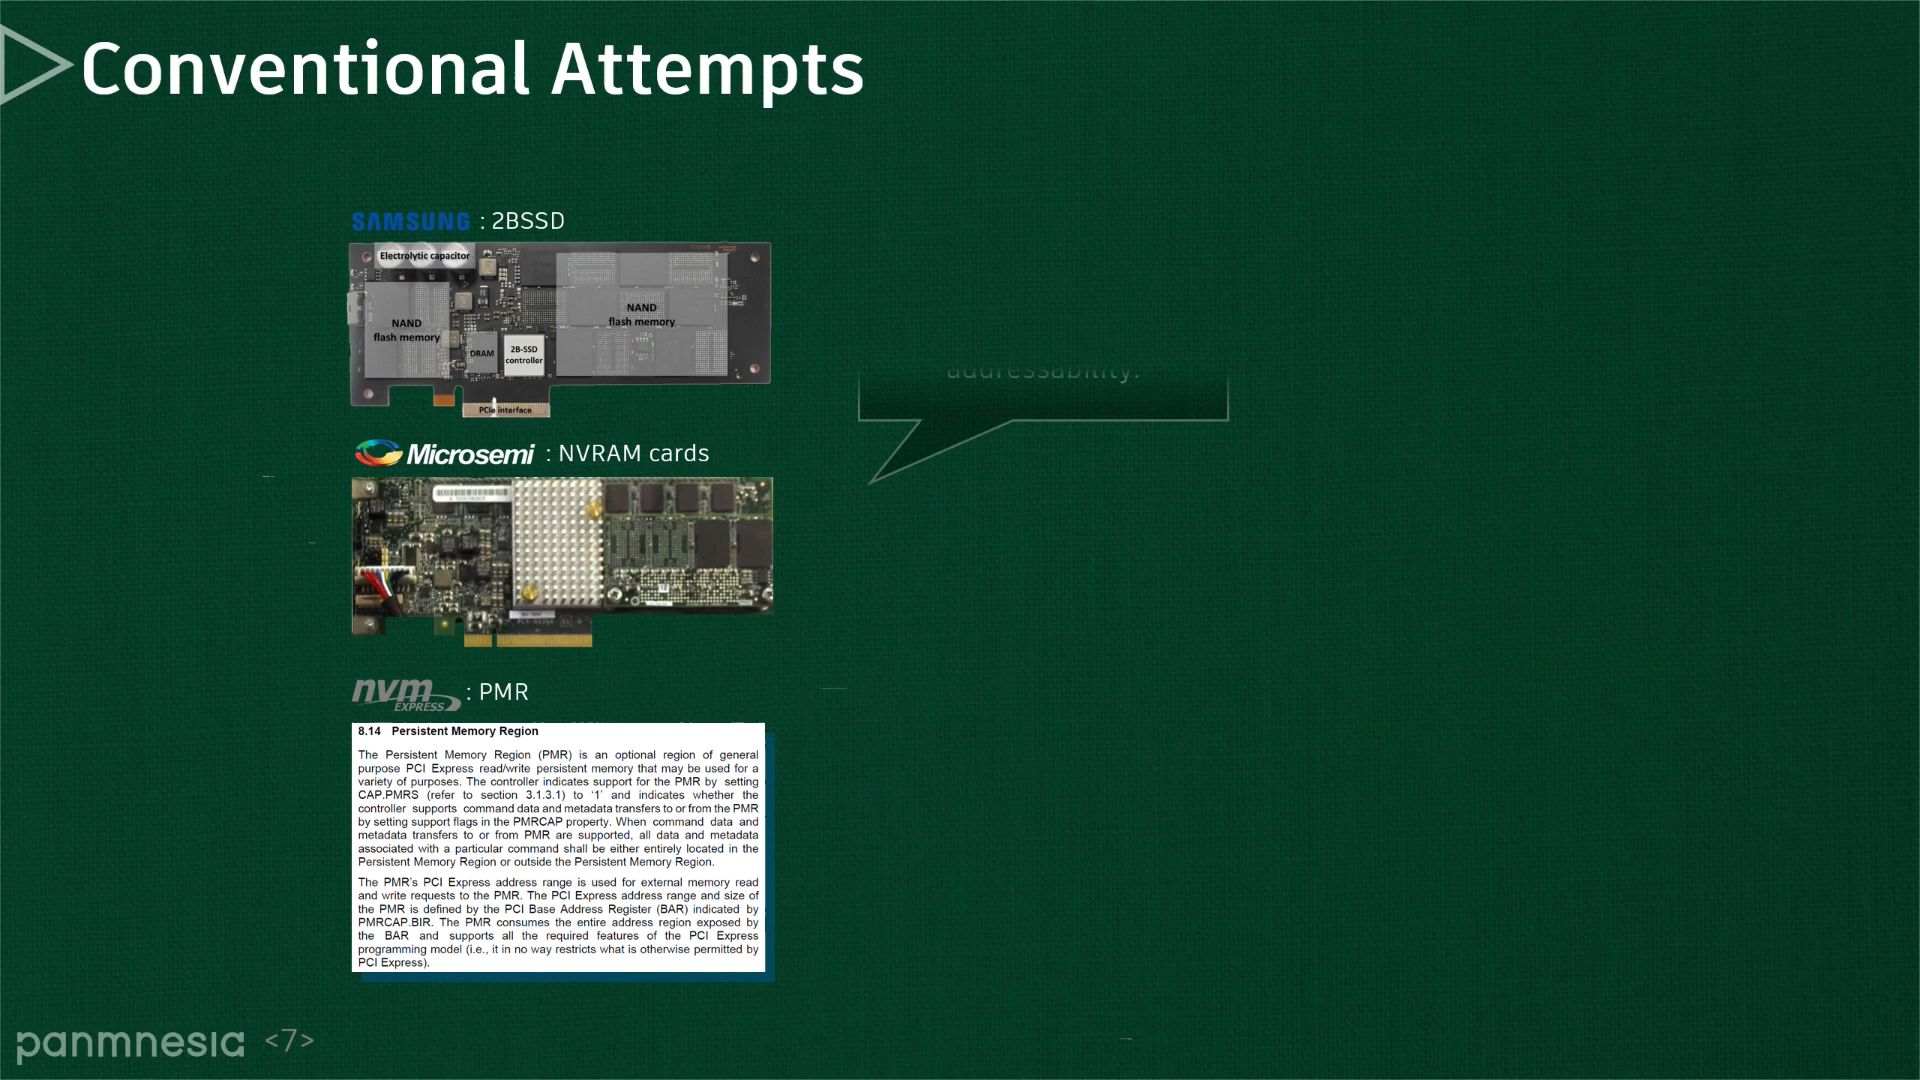 Conventional Attempts
SAMSUNG : 2BSSD
Electrolytic capacitor
NAND
flash memory
NAND
flash memory
DRAM
2B-SSD
controller
PCIe interface
addressability.
Microsemi : NVRAM cards
nvm EXPRESS : PMR
8.14 Persistent Memory Region
The Persistent Memory Region (PMR) is an optional region of general
purpose PCI Express read/write persistent memory that may be used for a
variety of purposes. The controller indicates support for the PMR by setting
CAP.PMRS (refer to section 3.1.3.1) to ‘1’ and indicates whether the
controller supports command data and metadata transfers to or from the PMR
by setting support flags in the PMRCAP property. When command data and
metadata transfers to or from PMR are supported, all data and metadata
associated with a particular command shall be either entirely located in the
Persistent Memory Region or outside the Persistent Memory Region.
The PMR’s PCI Express address range is used for external memory read
and write requests to the PMR. The PCI Express address range and size of
the PMR is defined by the PCI Base Address Register (BAR) indicated by
PMRCAP.BIR. The PMR consumes the entire address region exposed by
the BAR and supports all the required features of the PCI Express
programming model (i.e., it in no way restricts what is otherwise permitted by
PCI Express).
panmnesia <7>